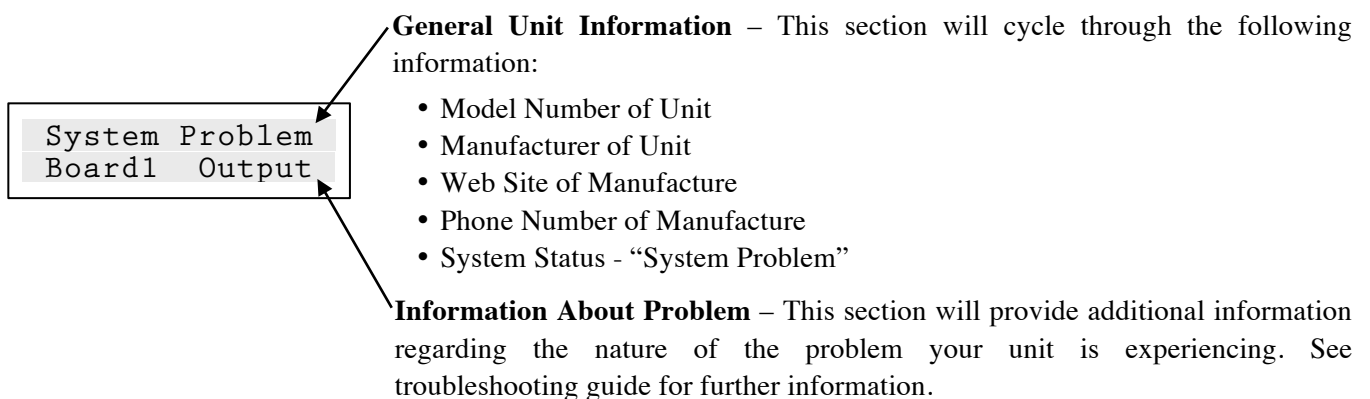 General Unit Information – This section will cycle through the following
information:
• Model Number of Unit
• Manufacturer of Unit
• Web Site of Manufacture
• Phone Number of Manufacture
• System Status - “System Problem”
System Problem
Board1  Output
Information About Problem – This section will provide additional information
regarding the nature of the problem your unit is experiencing. See
troubleshooting guide for further information.